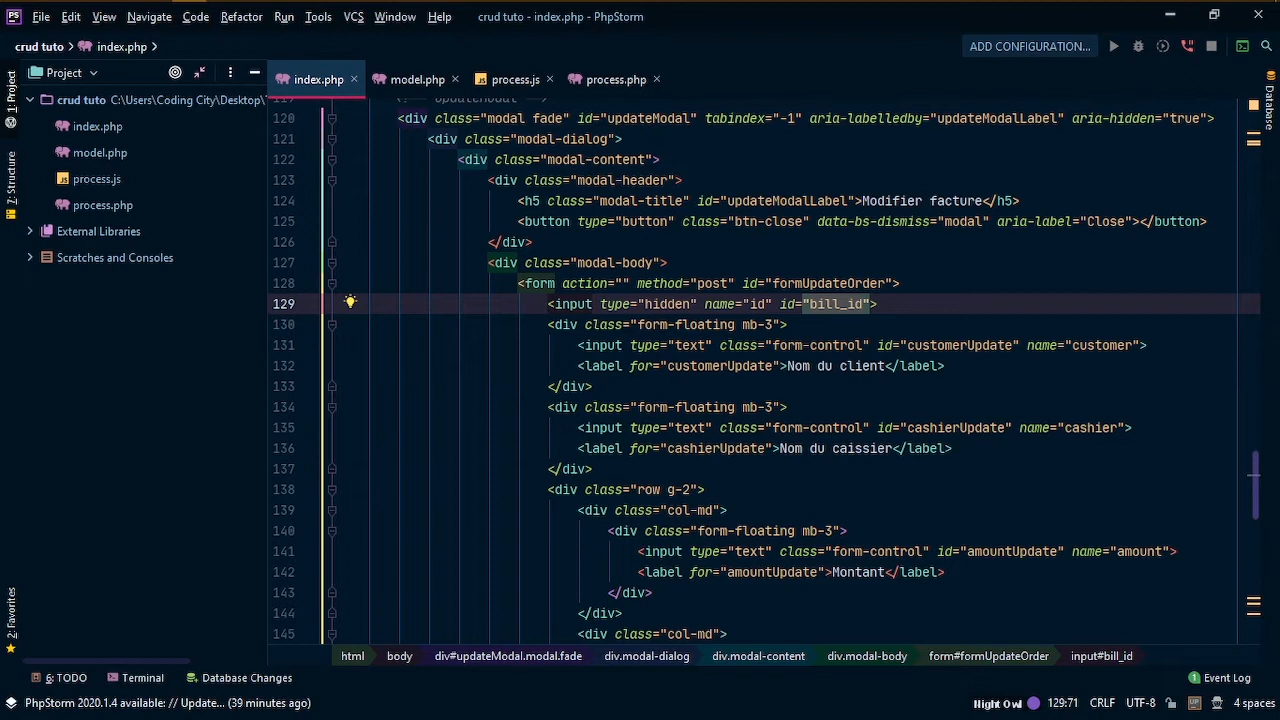 PS File Edit View Navigate Code Refactor Run Tools VCS Window Help crud tuto - index.php - PhpStorm
crud tuto index.php ADD CONFIGURATION...
1: Project
Z: Structure
2: Favorites
Project
crud tuto C:\Users\Coding City\Desktop\
index.php
model.php
JS process.js
process.php
External Libraries
Scratches and Consoles
index.php × model.php × JS process.js × process.php ×
Database
119 <!-- UpdateModal -->
120 <div class="modal fade" id="updateModal" tabindex="-1" aria-labelledby="updateModalLabel" aria-hidden="true">
121 <div class="modal-dialog">
122 <div class="modal-content">
123 <div class="modal-header">
124 <h5 class="modal-title" id="updateModalLabel">Modifier facture</h5>
125 <button type="button" class="btn-close" data-bs-dismiss="modal" aria-label="Close"></button>
126 </div>
127 <div class="modal-body">
128 <form action="" method="post" id="formUpdateOrder">
129 <input type="hidden" name="id" id="bill_id">
130 <div class="form-floating mb-3">
131 <input type="text" class="form-control" id="customerUpdate" name="customer">
132 <label for="customerUpdate">Nom du client</label>
133 </div>
134 <div class="form-floating mb-3">
135 <input type="text" class="form-control" id="cashierUpdate" name="cashier">
136 <label for="cashierUpdate">Nom du caissier</label>
137 </div>
138 <div class="row g-2">
139 <div class="col-md">
140 <div class="form-floating mb-3">
141 <input type="text" class="form-control" id="amountUpdate" name="amount">
142 <label for="amountUpdate">Montant</label>
143 </div>
144 </div>
145 <div class="col-md">
html body div#updateModal.modal.fade div.modal-dialog div.modal-content div.modal-body form#formUpdateOrder input#bill_id
6: TODO Terminal Database Changes 1 Event Log
PhpStorm 2020.1.4 available: // Update... (39 minutes ago) Night Owl 129:71 CRLF UTF-8 UP 4 spaces